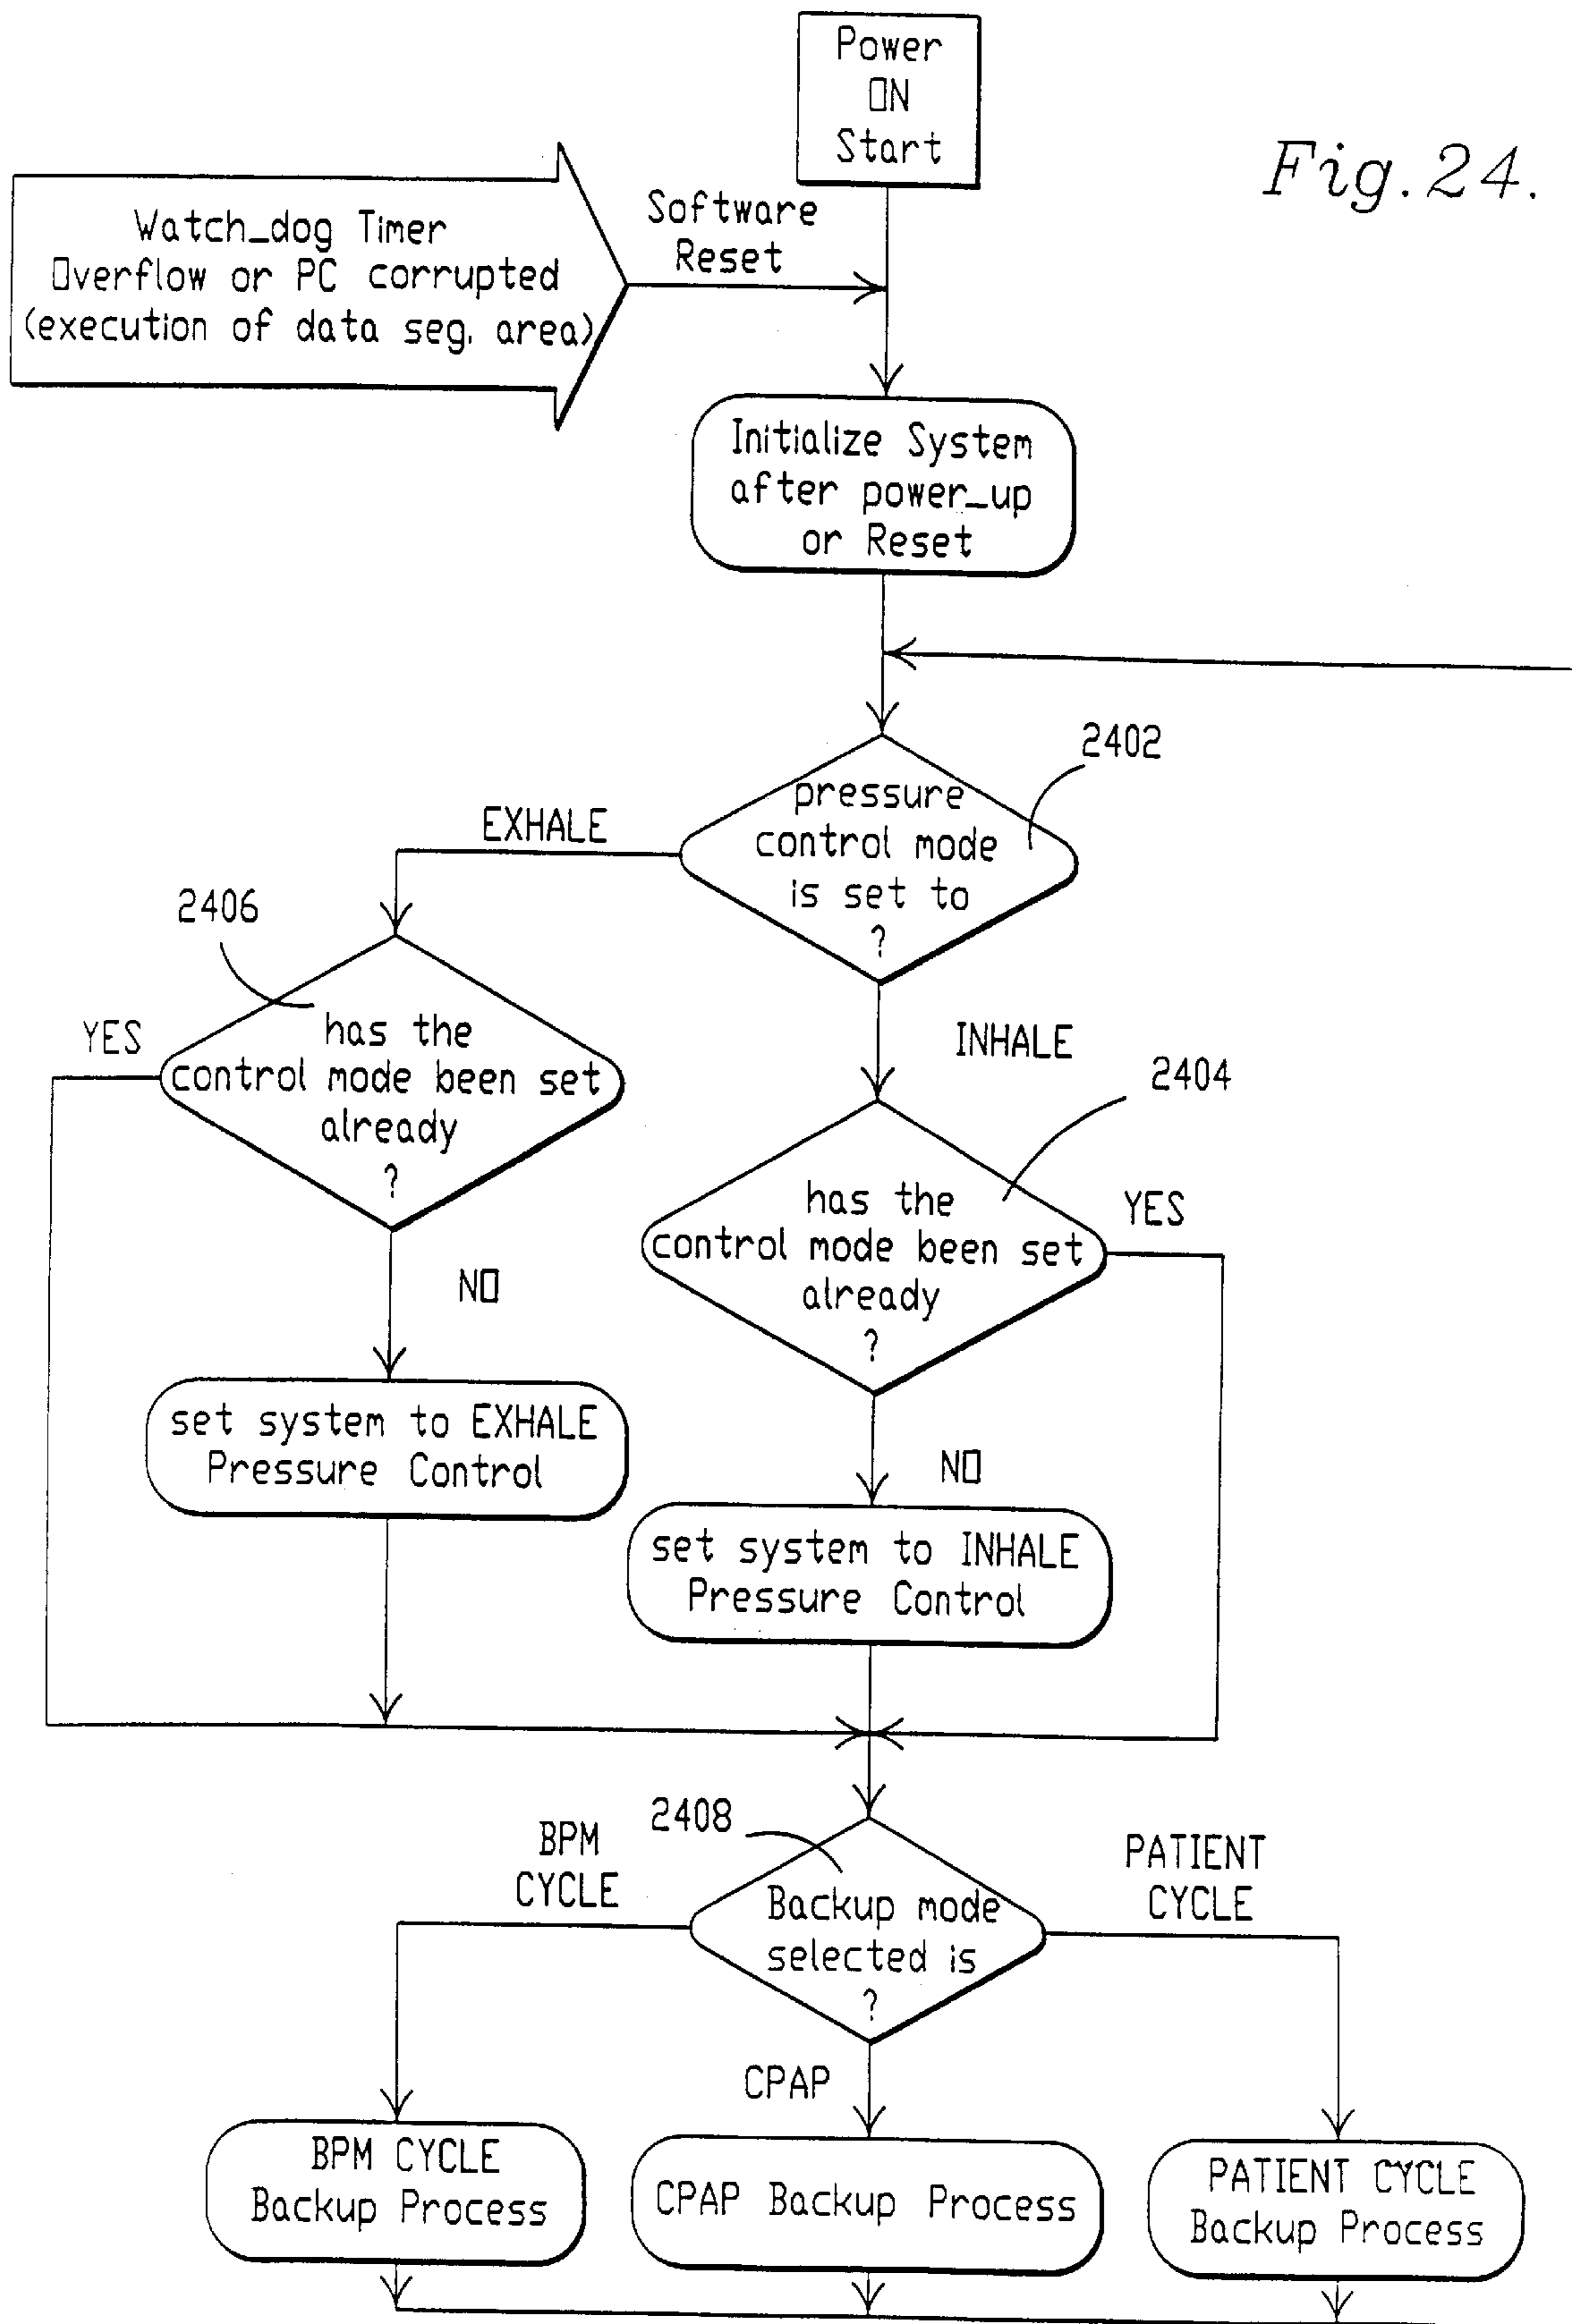 Power
ON
Start
Fig. 24.
Watch_dog Timer
Overflow or PC corrupted
(execution of data seg. area)
Software
Reset
Initialize System
after power_up
or Reset
2402
pressure
control mode
is set to
?
EXHALE
INHALE
2406
has the
control mode been set
already
?
YES
NO
2404
has the
control mode been set
already
?
YES
NO
set system to EXHALE
Pressure Control
set system to INHALE
Pressure Control
2408
Backup mode
selected is
?
BPM
CYCLE
CPAP
PATIENT
CYCLE
BPM CYCLE
Backup Process
CPAP Backup Process
PATIENT CYCLE
Backup Process